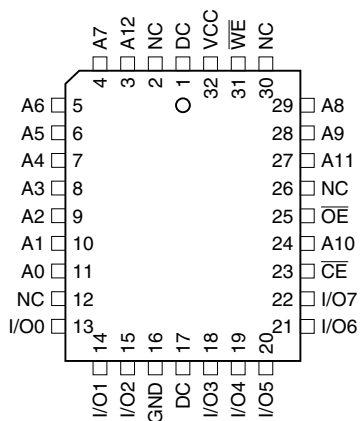 A7 A12 NC DC VCC WE NC
4 3 2 1 32 31 30
A6 5 29 A8
A5 6 28 A9
A4 7 27 A11
A3 8 26 NC
A2 9 25 OE
A1 10 24 A10
A0 11 23 CE
NC 12 22 I/O7
I/O0 13 21 I/O6
14 15 16 17 18 19 20
I/O1 I/O2 GND DC I/O3 I/O4 I/O5